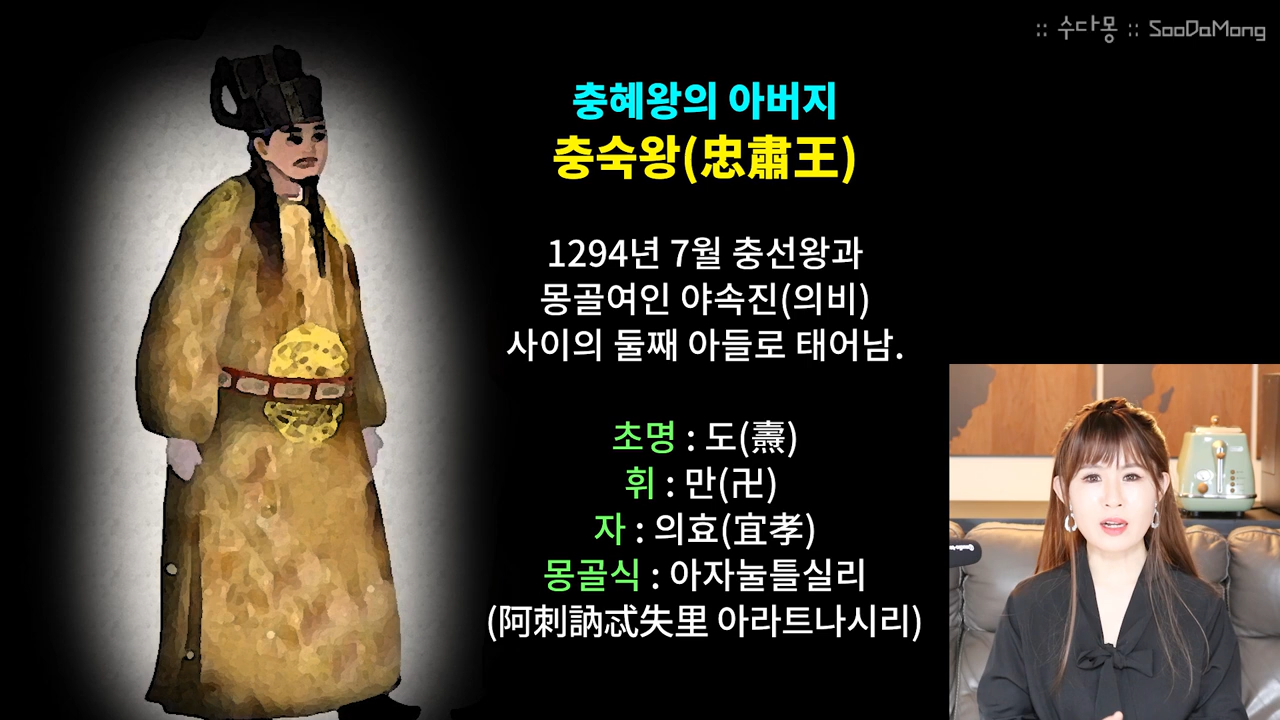 :: 수다몽 :: SooDaMong
충혜왕의 아버지
충숙왕(忠肅王)
1294년 7월 충선왕과
몽골여인 야속진(의비)
사이의 둘째 아들로 태어남.
초명 : 도(燾)
휘 : 만(卍)
자 : 의효(宜孝)
몽골식 : 아자눌틀실리
(阿刺訥忒失里 아라트나시리)